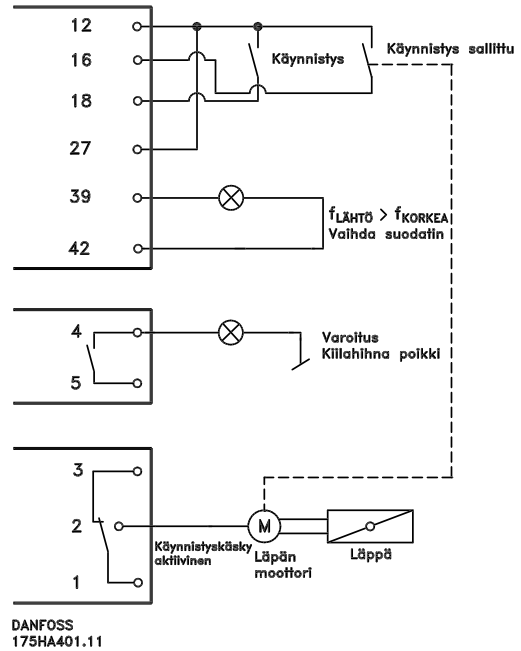 12
16
18
27
39
42
Käynnistys
Käynnistys sallittu
fLÄHTÖ > fKORKEA
Vaihda suodatin
4
5
Varoitus
Kiilahihna poikki
3
2
1
Käynnistyskäsky
aktiivinen
M
Läpän
moottori
Läppä
DANFOSS
175HA401.11